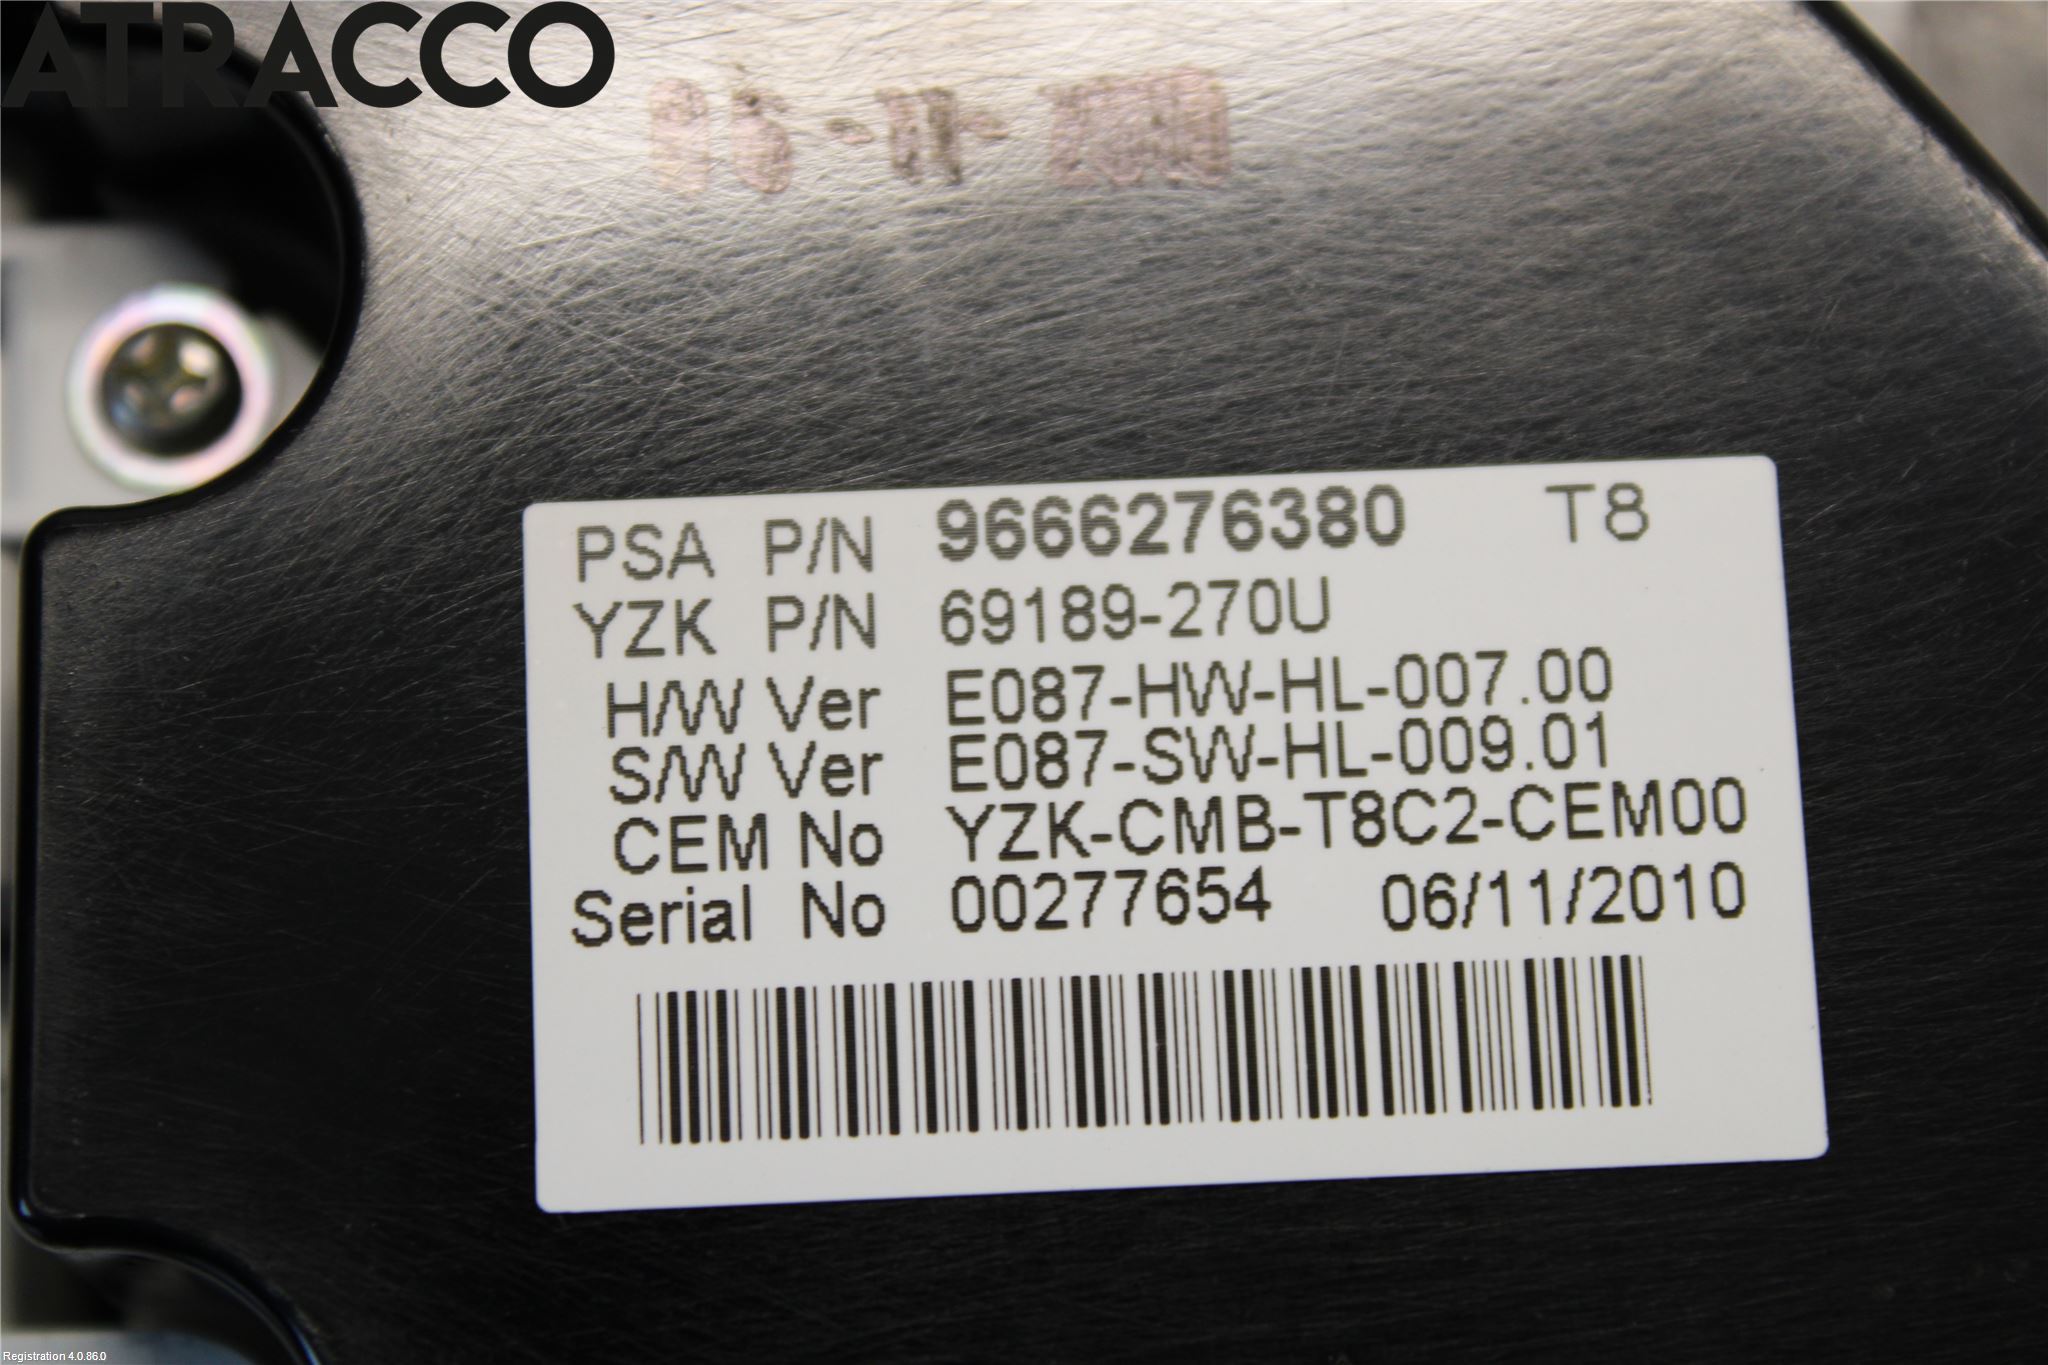 ATRACCO
PSA P/N 9666276380 T8
YZK P/N 69189-270U
H/W Ver E087-HW-HL-007.00
S/W Ver E087-SW-HL-009.01
CEM No YZK-CMB-T8C2-CEM00
Serial No 00277654 06/11/2010
Registration 4.0.86.0